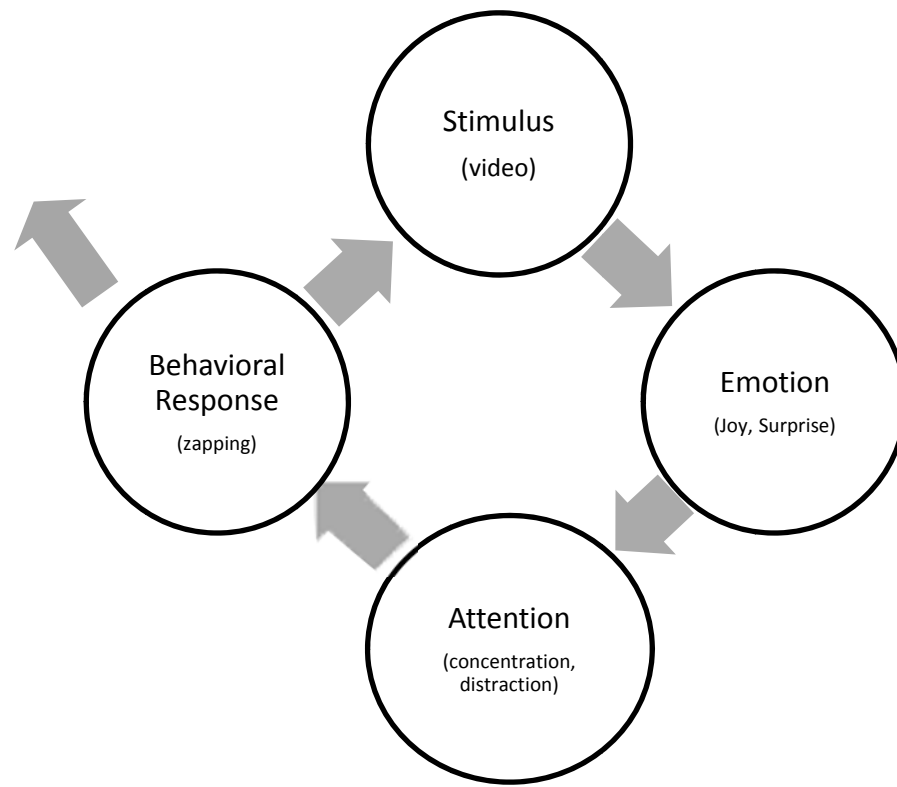 Stimulus
(video)
Emotion
(Joy, Surprise)
Attention
(concentration,
distraction)
Behavioral
Response
(zapping)